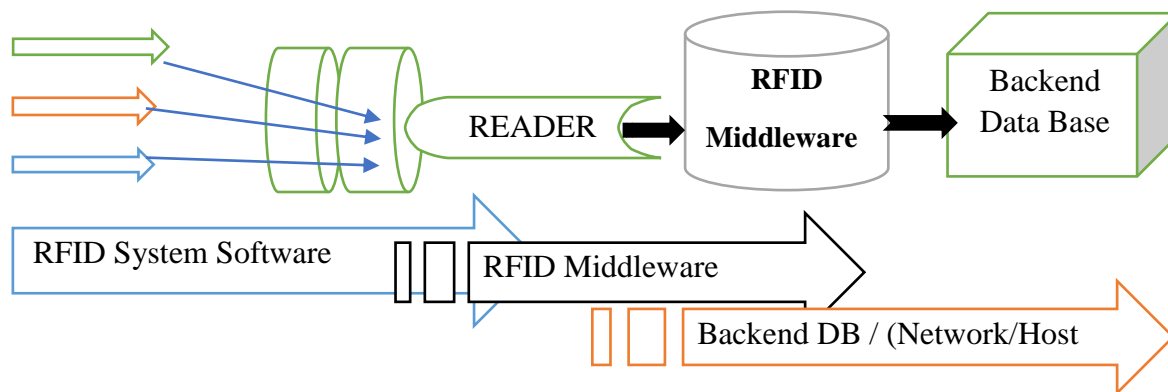 READER
RFID
Middleware
Backend
Data Base
RFID System Software
RFID Middleware
Backend DB / (Network/Host